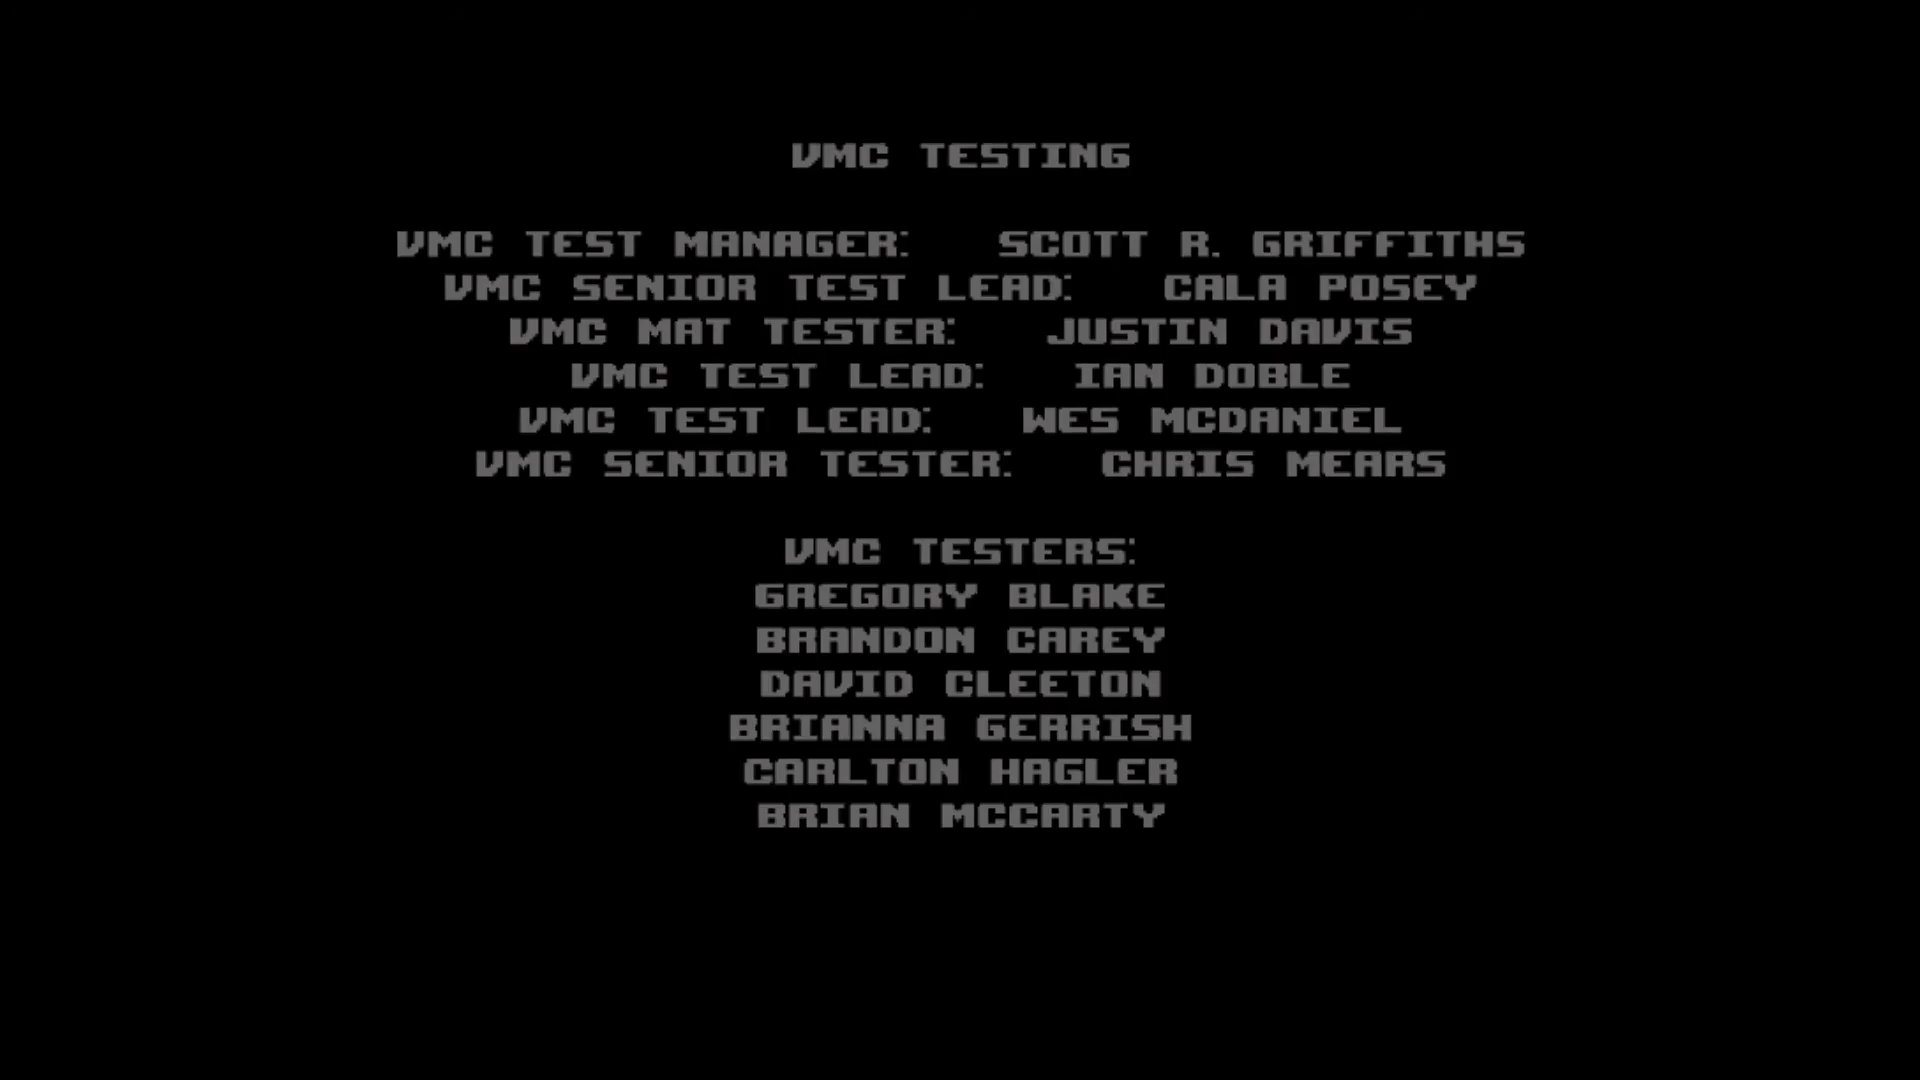 VMC TESTING
VMC TEST MANAGER: SCOTT R. GRIFFITHS
VMC SENIOR TEST LEAD: CALA POSEY
VMC MAT TESTER: JUSTIN DAVIS
VMC TEST LEAD: IAN DOBLE
VMC TEST LEAD: WES MCDANIEL
VMC SENIOR TESTER: CHRIS MEARS
VMC TESTERS:
GREGORY BLAKE
BRANDON CAREY
DAVID CLEETON
BRIANNA GERRISH
CARLTON HAGLER
BRIAN MCCARTY